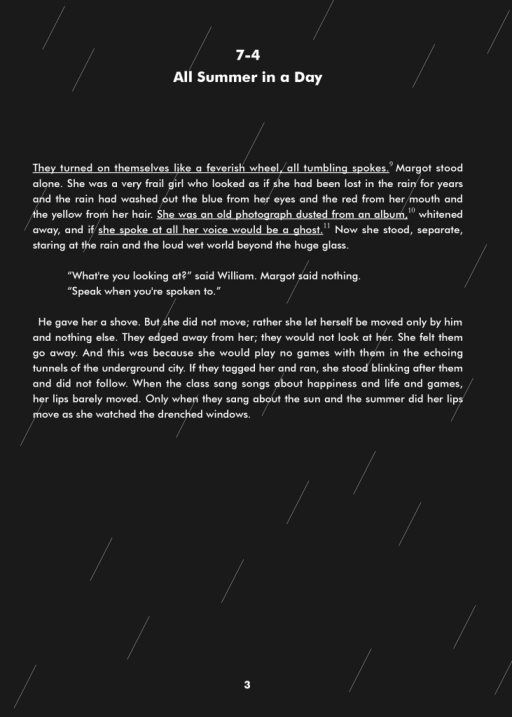 7-4
All Summer in a Day
They turned on themselves like a feverish wheel, all tumbling spokes.9 Margot stood
alone. She was a very frail girl who looked as if she had been lost in the rain for years
and the rain had washed out the blue from her eyes and the red from her mouth and
the yellow from her hair. She was an old photograph dusted from an album,10 whitened
away, and if she spoke at all her voice would be a ghost.11 Now she stood, separate,
staring at the rain and the loud wet world beyond the huge glass.
“What're you looking at?” said William. Margot said nothing.
“Speak when you're spoken to.”
He gave her a shove. But she did not move; rather she let herself be moved only by him
and nothing else. They edged away from her; they would not look at her. She felt them
go away. And this was because she would play no games with them in the echoing
tunnels of the underground city. If they tagged her and ran, she stood blinking after them
and did not follow. When the class sang songs about happiness and life and games,
her lips barely moved. Only when they sang about the sun and the summer did her lips
move as she watched the drenched windows.
3